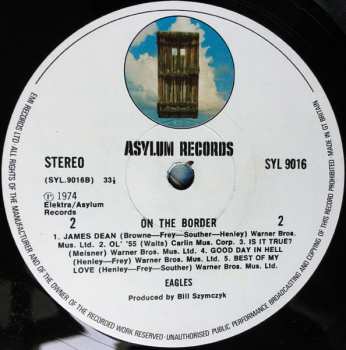 ASYLUM RECORDS
STEREO
SYL 9016
(SYL.9016B) 33⅓
℗ 1974
Elektra/Asylum
Records
2 ON THE BORDER 2
1. JAMES DEAN (Browne—Frey—Souther—Henley) Warner Bros.
Mus. Ltd. 2. OL' '55 (Waits) Carlin Mus. Corp. 3. IS IT TRUE?
(Meisner) Warner Bros. Mus. Ltd. 4. GOOD DAY IN HELL
(Henley—Frey) Warner Bros. Mus. Ltd. 5. BEST OF MY
LOVE (Henley—Frey—Souther) Warner Bros. Mus. Ltd.
EAGLES
Produced by Bill Szymczyk
EMI RECORDS LTD ALL RIGHTS OF THE MANUFACTURER AND OF THE OWNER OF THE RECORDED WORK RESERVED · UNAUTHORISED PUBLIC PERFORMANCE BROADCASTING AND COPYING OF THIS RECORD PROHIBITED MADE IN GT BRITAIN